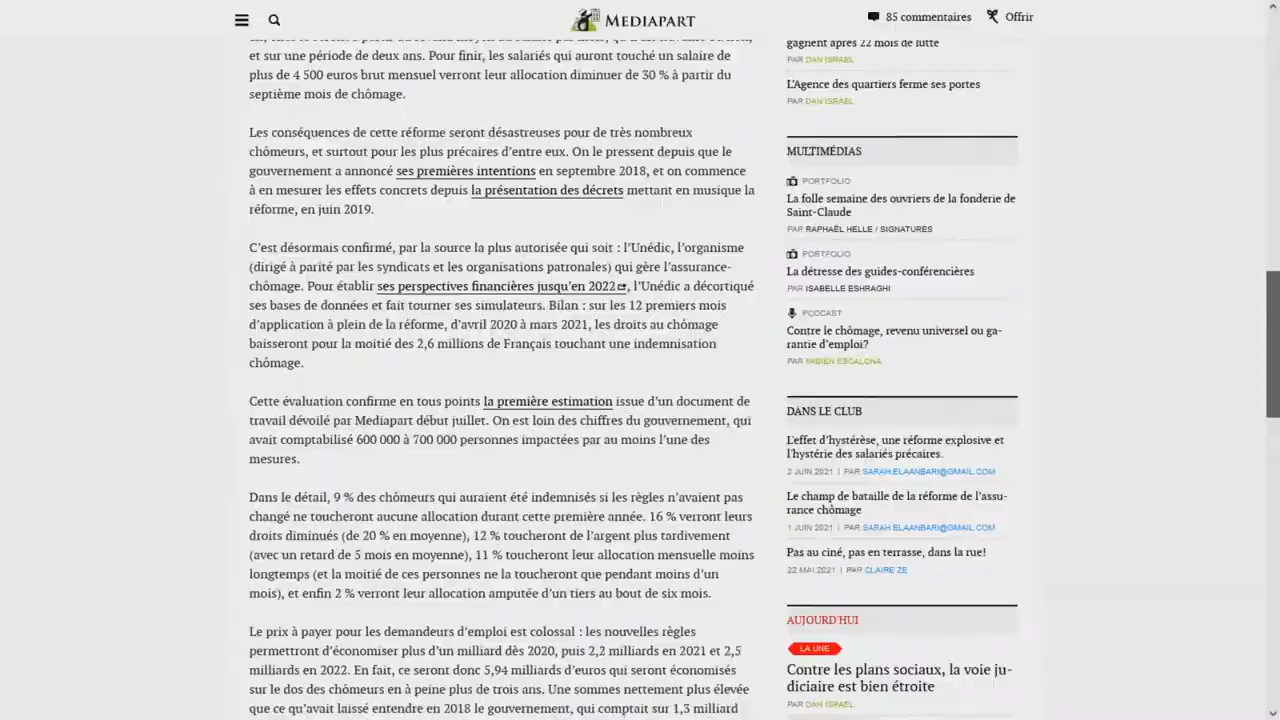 MEDIAPART
85 commentaires
Offrir
et sur une période de deux ans. Pour finir, les salariés qui auront touché un salaire de
plus de 4 500 euros brut mensuel verront leur allocation diminuer de 30 % à partir du
septième mois de chômage.
Les conséquences de cette réforme seront désastreuses pour de très nombreux
chômeurs, et surtout pour les plus précaires d’entre eux. On le pressent depuis que le
gouvernement a annoncé ses premières intentions en septembre 2018, et on commence
à en mesurer les effets concrets depuis la présentation des décrets mettant en musique la
réforme, en juin 2019.
C’est désormais confirmé, par la source la plus autorisée qui soit : l’Unédic, l’organisme
(dirigé à parité par les syndicats et les organisations patronales) qui gère l’assurance-
chômage. Pour établir ses perspectives financières jusqu’en 2022, l’Unédic a décortiqué
ses bases de données et fait tourner ses simulateurs. Bilan : sur les 12 premiers mois
d’application à plein de la réforme, d’avril 2020 à mars 2021, les droits au chômage
baisseront pour la moitié des 2,6 millions de Français touchant une indemnisation
chômage.
Cette évaluation confirme en tous points la première estimation issue d’un document de
travail dévoilé par Mediapart début juillet. On est loin des chiffres du gouvernement, qui
avait comptabilisé 600 000 à 700 000 personnes impactées par au moins l’une des
mesures.
Dans le détail, 9 % des chômeurs qui auraient été indemnisés si les règles n’avaient pas
changé ne toucheront aucune allocation durant cette première année. 16 % verront leurs
droits diminués (de 20 % en moyenne), 12 % toucheront de l’argent plus tardivement
(avec un retard de 5 mois en moyenne), 11 % toucheront leur allocation mensuelle moins
longtemps (et la moitié de ces personnes ne la toucheront que pendant moins d’un
mois), et enfin 2 % verront leur allocation amputée d’un tiers au bout de six mois.
Le prix à payer pour les demandeurs d’emploi est colossal : les nouvelles règles
permettront d’économiser plus d’un milliard dès 2020, puis 2,2 milliards en 2021 et 2,5
milliards en 2022. En fait, ce seront donc 5,94 milliards d’euros qui seront économisés
sur le dos des chômeurs en à peine plus de trois ans. Une sommes nettement plus élevée
que ce qu’avait laissé entendre en 2018 le gouvernement, qui comptait sur 1,3 milliard
gagnent après 22 mois de lutte
PAR DAN ISRAEL
L’Agence des quartiers ferme ses portes
PAR DAN ISRAEL
MULTIMÉDIAS
PORTFOLIO
La folle semaine des ouvriers de la fonderie de
Saint-Claude
PAR RAPHAËL HELLE / SIGNATURES
PORTFOLIO
La détresse des guides-conférencières
PAR ISABELLE ESHRAGHI
PODCAST
Contre le chômage, revenu universel ou ga-
rantie d’emploi?
PAR FABIEN ESCALONA
DANS LE CLUB
L'effet d’hystérèse, une réforme explosive et
l’hystérie des salariés précaires.
2 JUIN 2021 | PAR SARAH.ELAANBARI@GMAIL.COM
Le champ de bataille de la réforme de l’assu-
rance chômage
1 JUIN 2021 | PAR SARAH.ELAANBARI@GMAIL.COM
Pas au ciné, pas en terrasse, dans la rue!
22 MAI 2021 | PAR CLAIRE ZE
AUJOURD'HUI
LA UNE
Contre les plans sociaux, la voie ju-
diciaire est bien étroite
PAR DAN ISRAEL